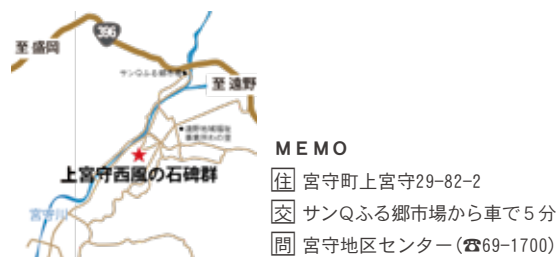 396
至 盛岡
サンQふる郷市場
至 遠野
上宮守西風の石碑群
宮守川
MEMO
住 宮守町上宮守29-82-2
交 サンQふる郷市場から車で5分
問 宮守地区センター(☎69-1700)